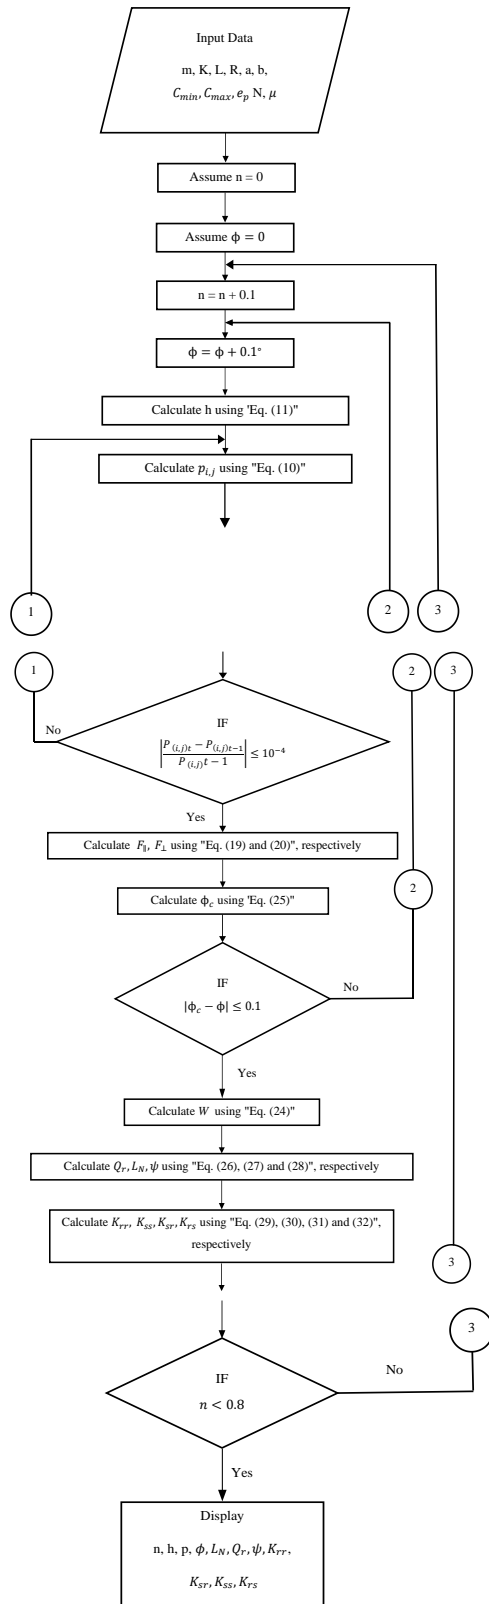 Input Data
m, K, L, R, a, b,
C_min, C_max, e_p N, μ
Assume n = 0
Assume ϕ = 0
n = n + 0.1
ϕ = ϕ + 0.1°
Calculate h using 'Eq. (11)"
Calculate p_{i,j} using "Eq. (10)"
1
2
3
1
2
3
No
IF
|P_{(i,j)t} − P_{(i,j)t−1} / P_{(i,j)}t − 1| ≤ 10^{−4}
Yes
Calculate F_∥, F_⊥ using "Eq. (19) and (20)", respectively
2
Calculate ϕ_c using 'Eq. (25)"
IF
No
|ϕ_c − ϕ| ≤ 0.1
Yes
Calculate W using "Eq. (24)"
Calculate Q_r, L_N, ψ using "Eq. (26), (27) and (28)", respectively
Calculate K_rr, K_ss, K_sr, K_rs using "Eq. (29), (30), (31) and (32)",
respectively
3
3
IF
No
n < 0.8
Yes
Display
n, h, p, ϕ, L_N, Q_r, ψ, K_rr,
K_sr, K_ss, K_rs